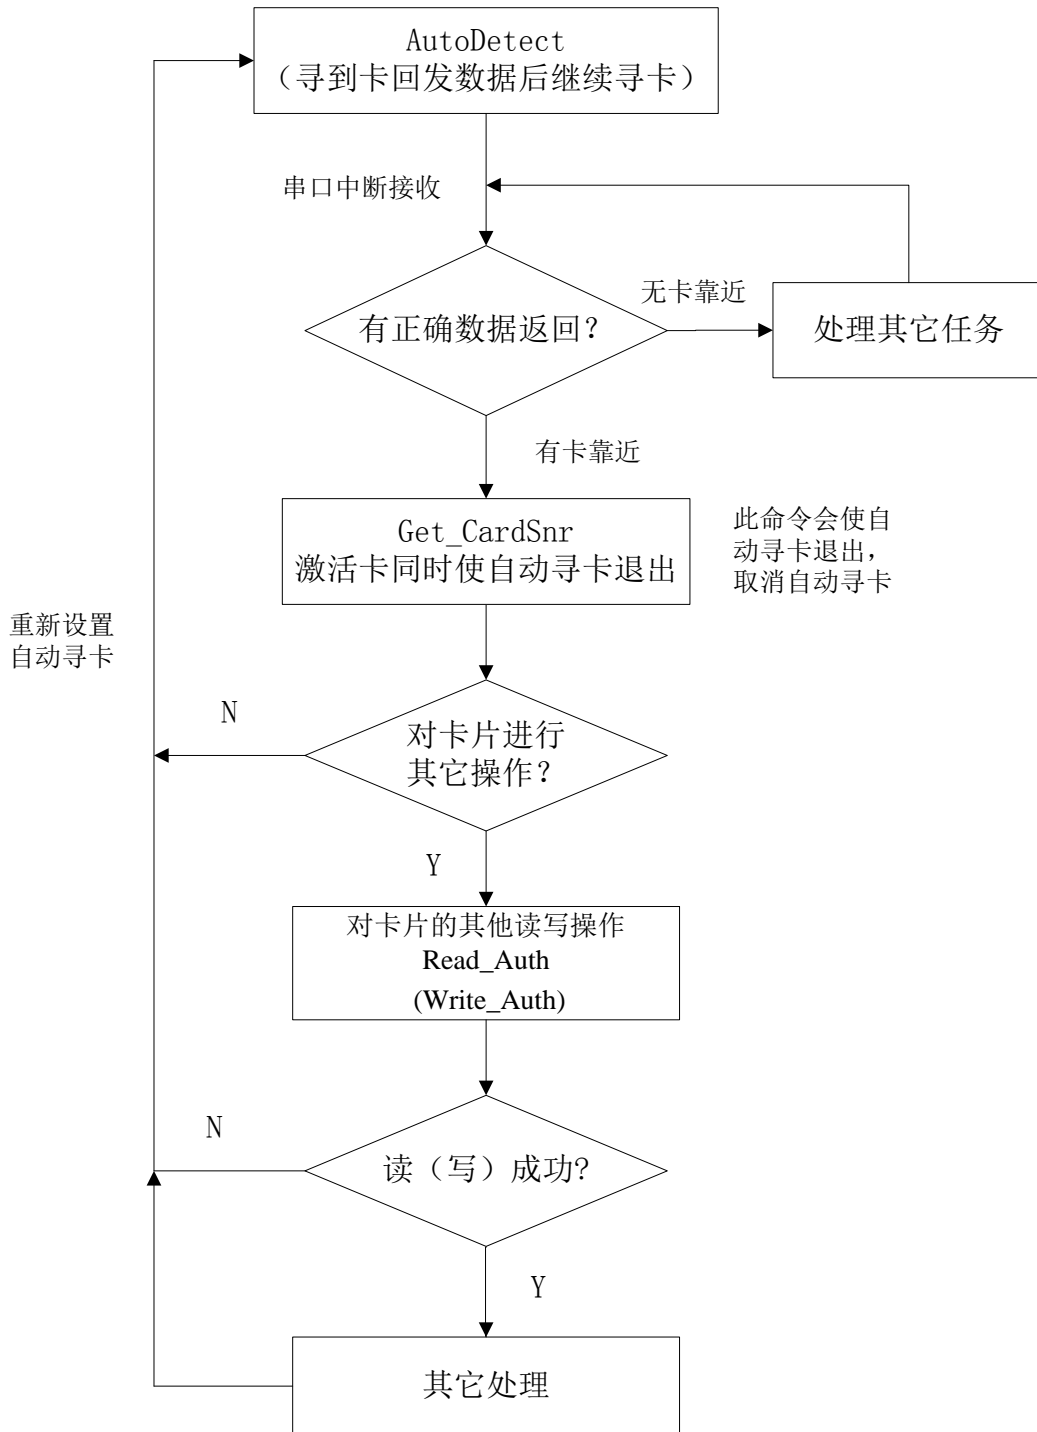 AutoDetect
（寻到卡回发数据后继续寻卡）
串口中断接收
无卡靠近
有正确数据返回？
处理其它任务
有卡靠近
Get_CardSnr
激活卡同时使自动寻卡退出
此命令会使自
动寻卡退出，
取消自动寻卡
重新设置
自动寻卡
N
对卡片进行
其它操作？
Y
对卡片的其他读写操作
Read_Auth
(Write_Auth)
N
读（写）成功?
Y
其它处理